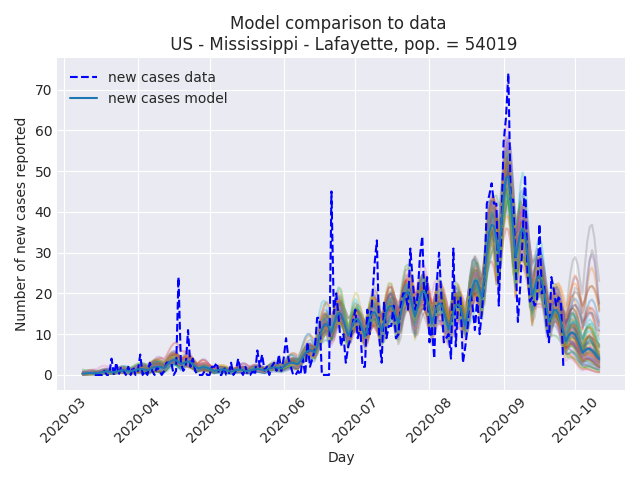 Model comparison to data
US - Mississippi - Lafayette, pop. = 54019
new cases data
new cases model
Number of new cases reported
70
60
50
40
30
20
10
0
2020-03
2020-04
2020-05
2020-06
2020-07
2020-08
2020-09
2020-10
Day